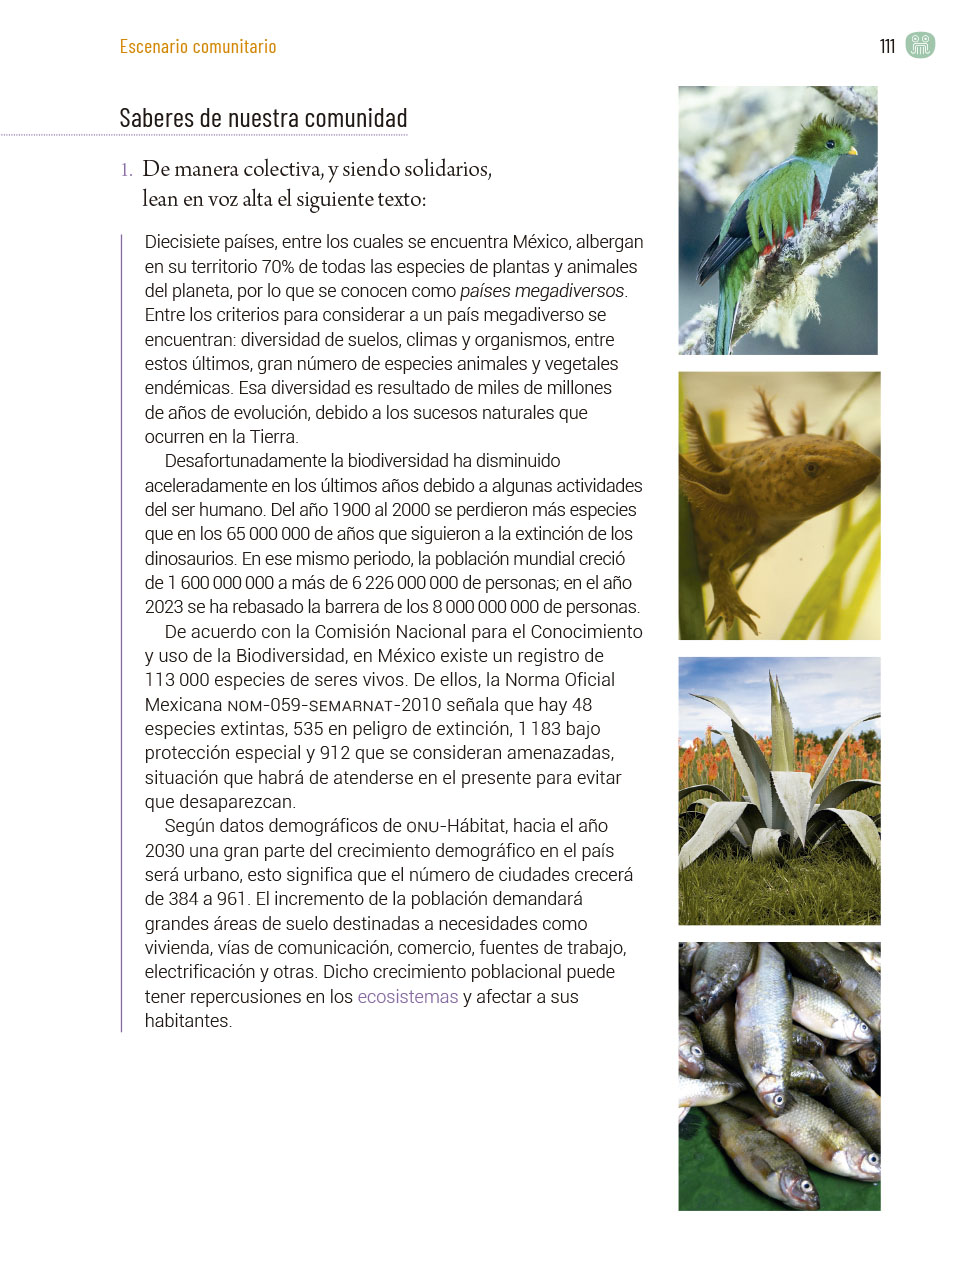 Escenario comunitario
111
Saberes de nuestra comunidad
1. De manera colectiva, y siendo solidarios,
lean en voz alta el siguiente texto:
Diecisiete países, entre los cuales se encuentra México, albergan
en su territorio 70% de todas las especies de plantas y animales
del planeta, por lo que se conocen como países megadiversos.
Entre los criterios para considerar a un país megadiverso se
encuentran: diversidad de suelos, climas y organismos, entre
estos últimos, gran número de especies animales y vegetales
endémicas. Esa diversidad es resultado de miles de millones
de años de evolución, debido a los sucesos naturales que
ocurren en la Tierra.
Desafortunadamente la biodiversidad ha disminuido
aceleradamente en los últimos años debido a algunas actividades
del ser humano. Del año 1900 al 2000 se perdieron más especies
que en los 65 000 000 de años que siguieron a la extinción de los
dinosaurios. En ese mismo periodo, la población mundial creció
de 1 600 000 000 a más de 6 226 000 000 de personas; en el año
2023 se ha rebasado la barrera de los 8 000 000 000 de personas.
De acuerdo con la Comisión Nacional para el Conocimiento
y uso de la Biodiversidad, en México existe un registro de
113 000 especies de seres vivos. De ellos, la Norma Oficial
Mexicana NOM-059-SEMARNAT-2010 señala que hay 48
especies extintas, 535 en peligro de extinción, 1 183 bajo
protección especial y 912 que se consideran amenazadas,
situación que habrá de atenderse en el presente para evitar
que desaparezcan.
Según datos demográficos de ONU-Hábitat, hacia el año
2030 una gran parte del crecimiento demográfico en el país
será urbano, esto significa que el número de ciudades crecerá
de 384 a 961. El incremento de la población demandará
grandes áreas de suelo destinadas a necesidades como
vivienda, vías de comunicación, comercio, fuentes de trabajo,
electrificación y otras. Dicho crecimiento poblacional puede
tener repercusiones en los ecosistemas y afectar a sus
habitantes.